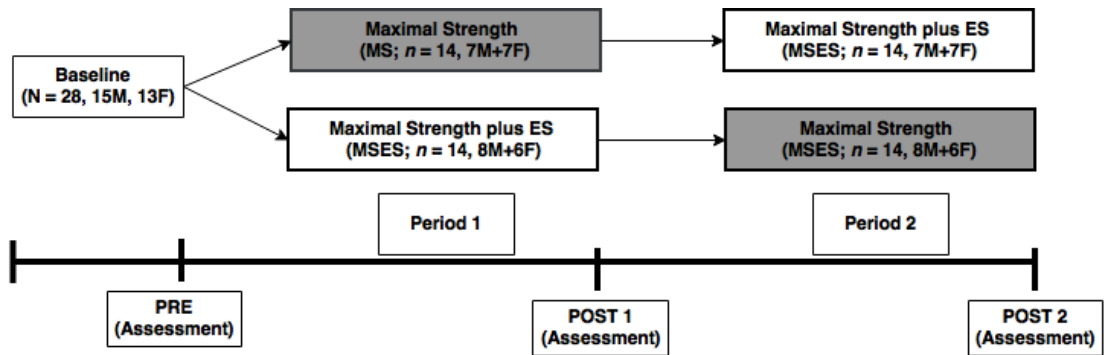 Maximal Strength
(MS; n = 14, 7M+7F)
Maximal Strength plus ES
(MSES; n = 14, 7M+7F)
Baseline
(N = 28, 15M, 13F)
Maximal Strength plus ES
(MSES; n = 14, 8M+6F)
Maximal Strength
(MSES; n = 14, 8M+6F)
Period 1
Period 2
PRE
(Assessment)
POST 1
(Assessment)
POST 2
(Assessment)